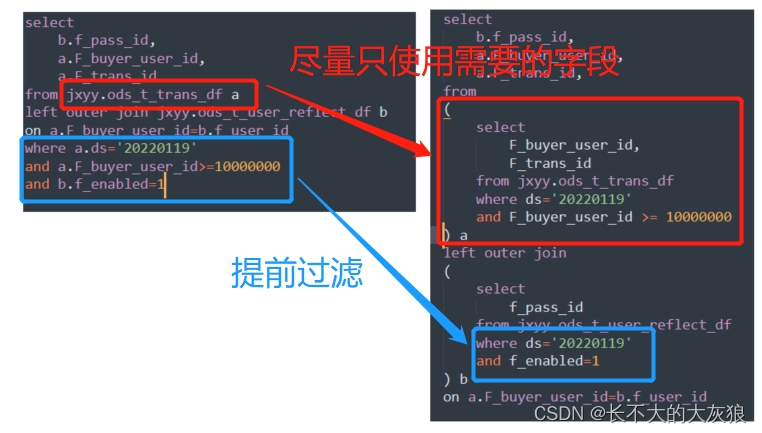 select
b.f_pass_id,
a.F_buyer_user_id,
a.F_trans_id
from jxyy.ods_t_trans_df a
left outer join jxyy.ods_t_user_reflect_df b
on a.F_buyer_user_id=b.f_user_id
where a.ds='20220119'
and a.F_buyer_user_id>=10000000
and b.f_enabled=1
尽量只使用需要的字段
提前过滤
select
b.f_pass_id,
a.F_buyer_user_id,
a.F_trans_id,
from
(
select
F_buyer_user_id,
F_trans_id
from jxyy.ods_t_trans_df
where ds='20220119'
and F_buyer_user_id >= 10000000
) a
left outer join
(
select
f_pass_id
from jxyy.ods_t_user_reflect_df
where ds='20220119'
and f_enabled=1
) b
on a.F_buyer_user_id=b.f_user_id
CSDN @长不大的大灰狼